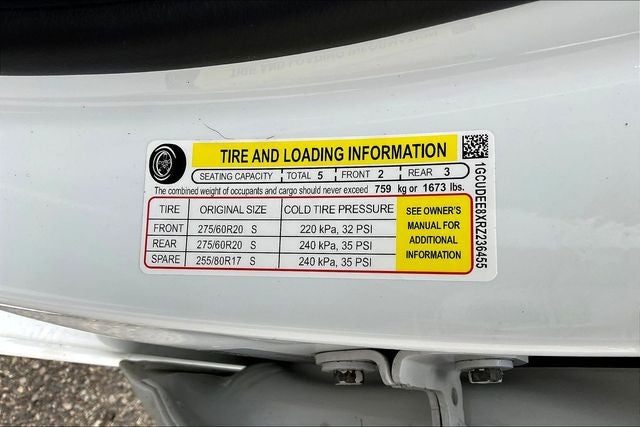 TIRE AND LOADING INFORMATION
SEATING CAPACITY TOTAL 5 FRONT 2 REAR 3
The combined weight of occupants and cargo should never exceed 759 kg or 1673 lbs.
TIRE ORIGINAL SIZE COLD TIRE PRESSURE
FRONT 275/60R20 S 220 kPa, 32 PSI
REAR 275/60R20 S 240 kPa, 35 PSI
SPARE 255/80R17 S 240 kPa, 35 PSI
SEE OWNER'S
MANUAL FOR
ADDITIONAL
INFORMATION
1GCUDEE8XRZ236455